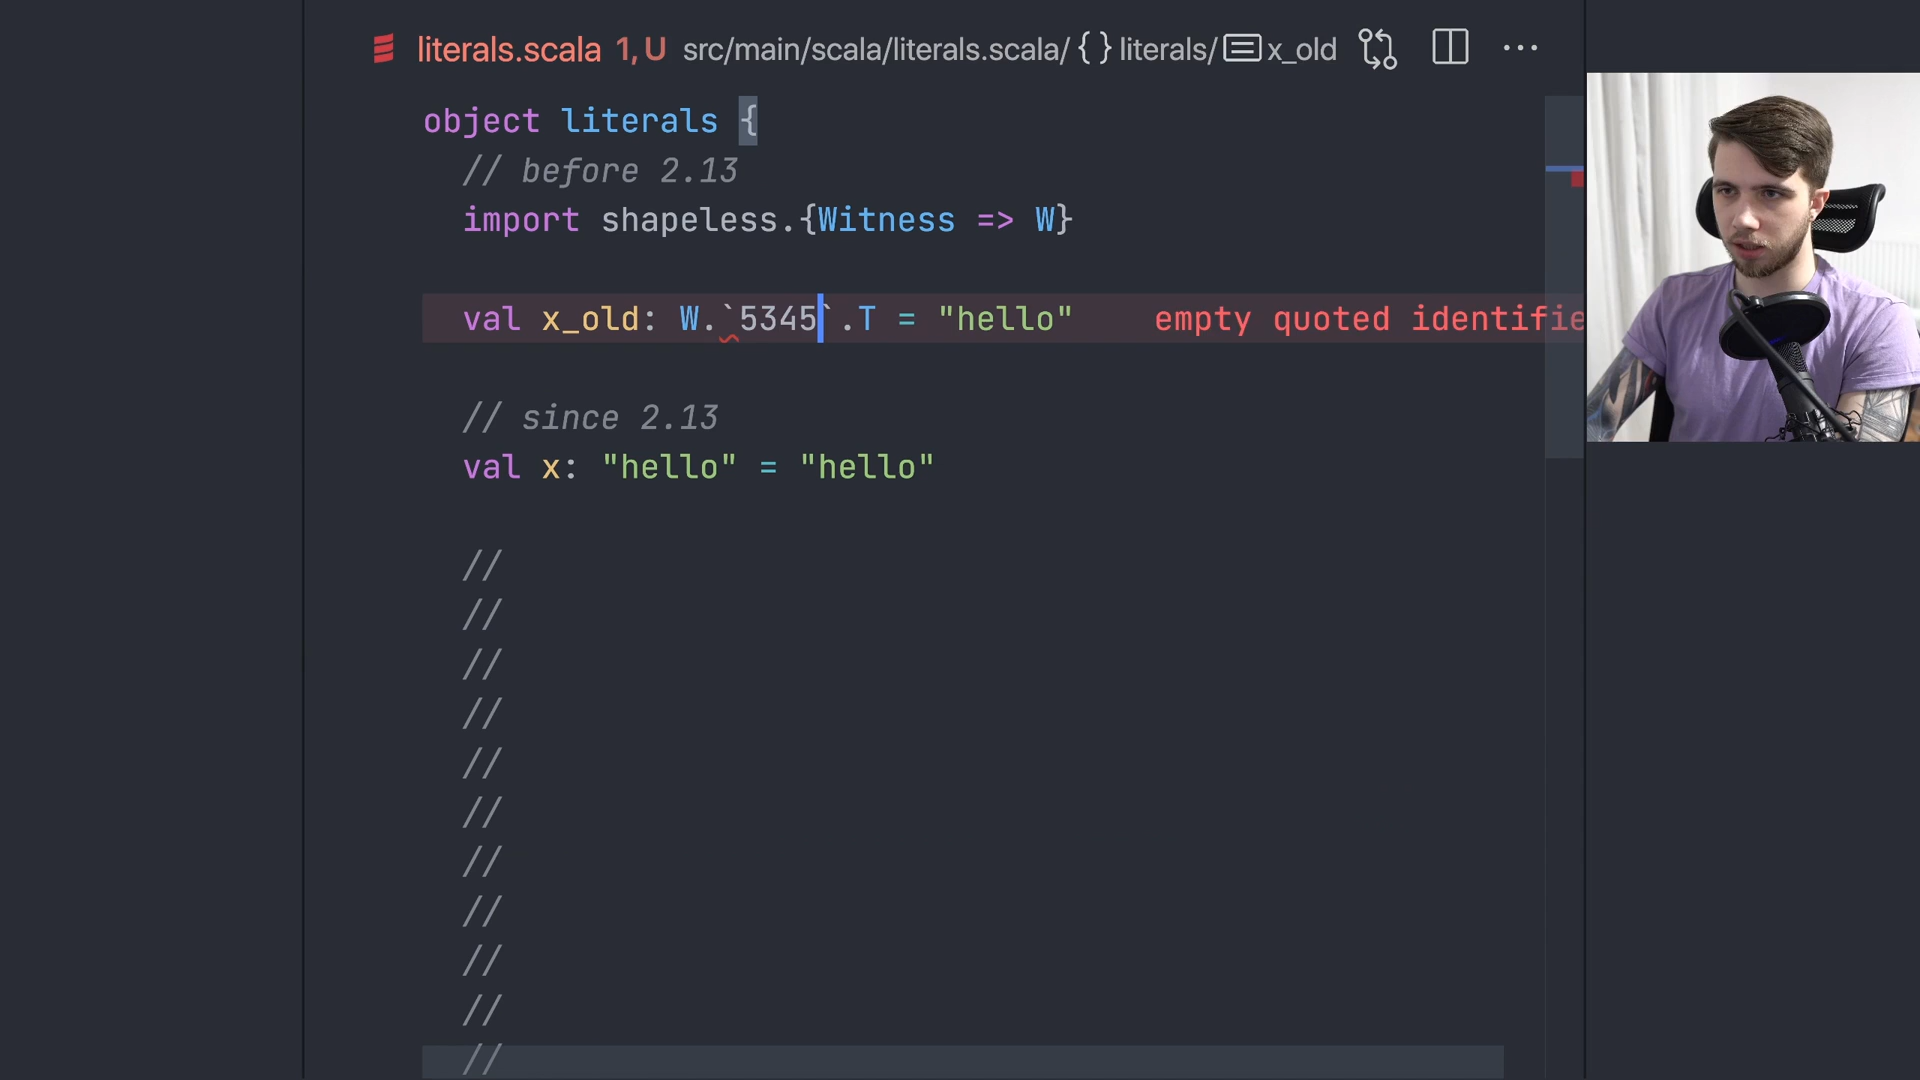 literals.scala 1, U src/main/scala/literals.scala/{ } literals/ x_old
object literals {
// before 2.13
import shapeless.{Witness => W}
val x_old: W.`5345`.T = "hello" empty quoted identifie
// since 2.13
val x: "hello" = "hello"
//
//
//
//
//
//
//
//
//
//
//